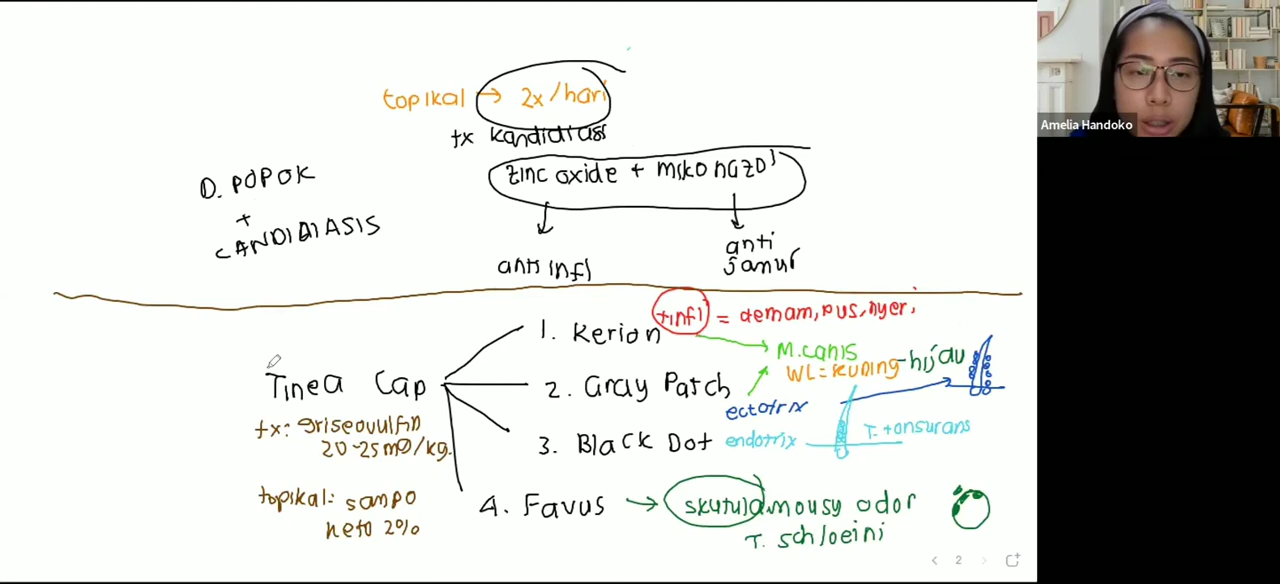 topikal → 2x/hari
tx kandidiasis
zinc oxide + mikonazol
D. POPOK
+
CANDIDIASIS
anti infl
anti
jamur
+infl = demam, pus, nyeri
1. Kerion
M. canis
WL = kuning-hijau
Tinea Cap
2. Gray Patch
ectotrix
tx: griseovulfin
20-25 mg/kg.
3. Black Dot
endotrix
T. tonsurans
topikal: sampo
keto 2%
4. Favus → skutula mousy odor
T. schloeini
Amelia Handoko
2